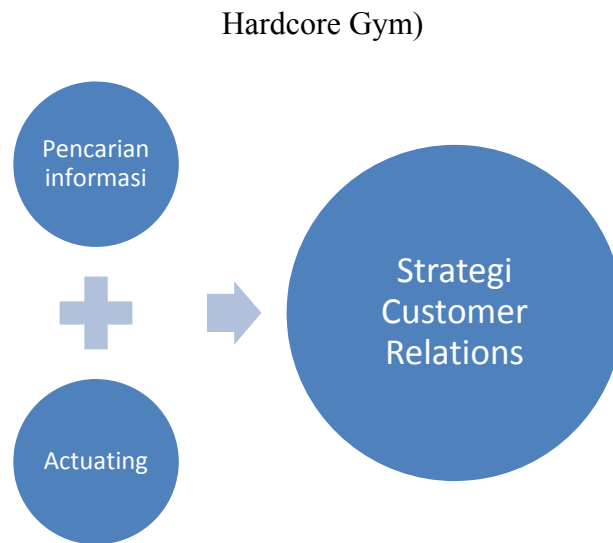 Hardcore Gym)
Pencarian
informasi
Actuating
Strategi
Customer
Relations